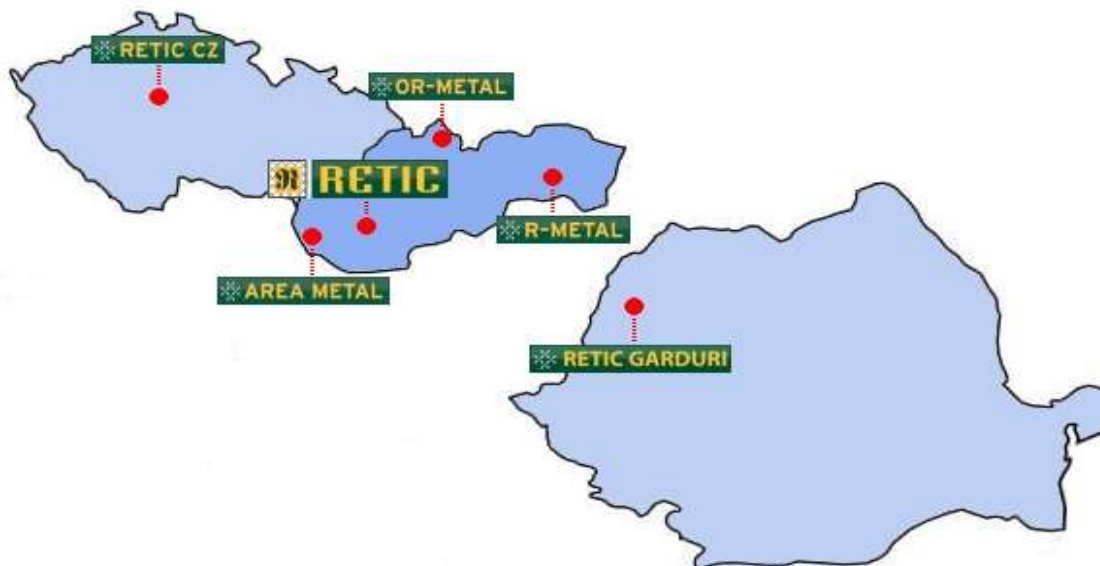 RETIC CZ
OR-METAL
R RETIC
R-METAL
AREA METAL
RETIC GARDURI